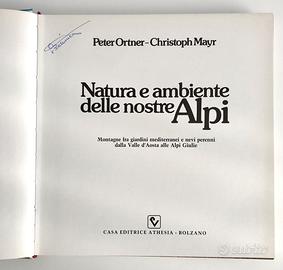 Peter Ortner - Christoph Mayr
Natura e ambiente
delle nostre Alpi
Montagne fra giardini mediterranei e nevi perenni
dalla Valle d'Aosta alle Alpi Giulie
CASA EDITRICE ATHESIA - BOLZANO
subito